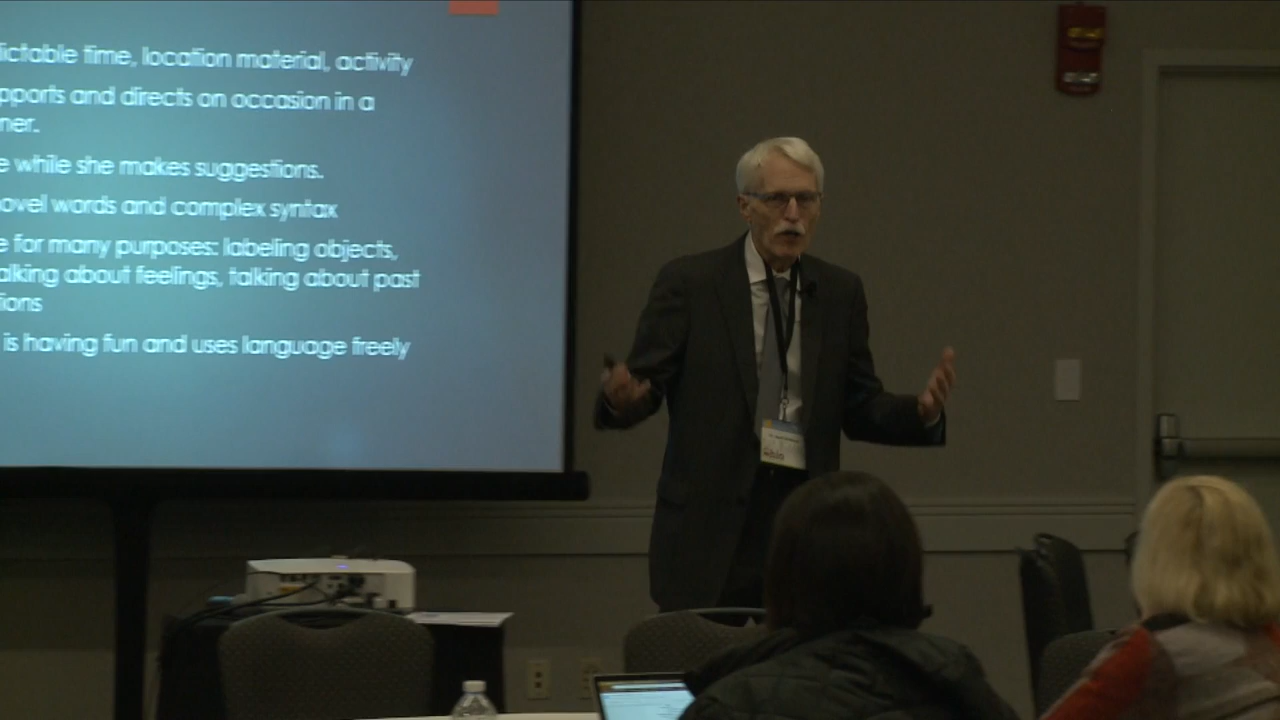 ictable time, location material, activity
pports and directs on occasion in a
ner.
e while she makes suggestions.
ovel words and complex syntax
e for many purposes: labeling objects,
alking about feelings, talking about past
ions
is having fun and uses language freely